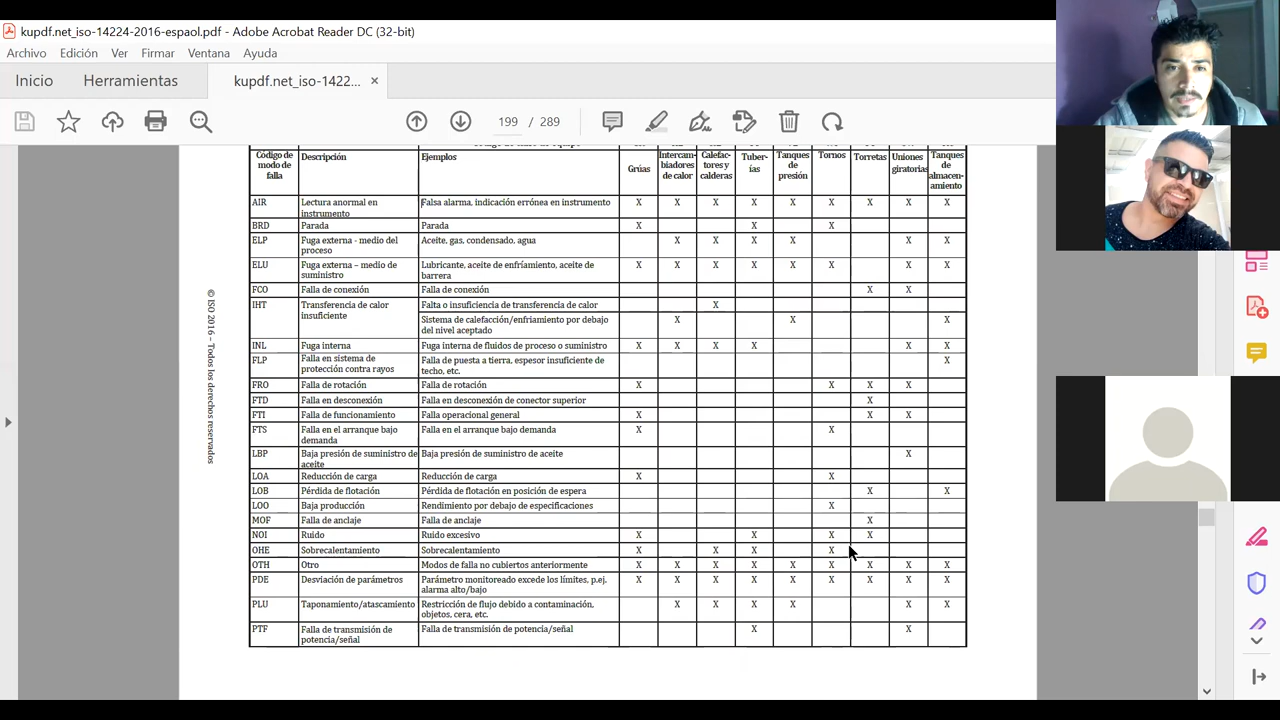 kupdf.net_iso-14224-2016-espaol.pdf - Adobe Acrobat Reader DC (32-bit)
Archivo Edición Ver Firmar Ventana Ayuda
Inicio Herramientas kupdf.net_iso-1422... ×
199 / 289
Código de modo de falla Descripción Ejemplos Grúas Intercam-biadores de calor Calefac-tores y calderas Tuber-ías Tanques de presión Tornos Torretas Uniones giratorias Tanques de almacen-amiento
AIR Lectura anormal en instrumento Falsa alarma, indicación errónea en instrumento X X X X X X X X X
BRD Parada Parada X X X
ELP Fuga externa - medio del proceso Aceite, gas, condensado, agua X X X X X X
ELU Fuga externa – medio de suministro Lubricante, aceite de enfríamiento, aceite de barrera X X X X X X X X
FCO Falla de conexión Falla de conexión X X
IHT Transferencia de calor insuficiente Falta o insuficiencia de transferencia de calor X
Sistema de calefacción/enfriamiento por debajo del nivel aceptado X X X
INL Fuga interna Fuga interna de fluidos de proceso o suministro X X X X X X
FLP Falla en sistema de protección contra rayos Falla de puesta a tierra, espesor insuficiente de techo, etc. X
FRO Falla de rotación Falla de rotación X X X X
FTD Falla en desconexión Falla en desconexión de conector superior X
FTI Falla de funcionamiento Falla operacional general X X X
FTS Falla en el arranque bajo demanda Falla en el arranque bajo demanda X X
LBP Baja presión de suministro de aceite Baja presión de suministro de aceite X
LOA Reducción de carga Reducción de carga X X
LOB Pérdida de flotación Pérdida de flotación en posición de espera X X
LOO Baja producción Rendimiento por debajo de especificaciones X
MOF Falla de anclaje Falla de anclaje X
NOI Ruido Ruido excesivo X X X X
OHE Sobrecalentamiento Sobrecalentamiento X X X X
OTH Otro Modos de falla no cubiertos anteriormente X X X X X X X X X
PDE Desviación de parámetros Parámetro monitoreado excede los límites, p.ej. alarma alto/bajo X X X X X X X X X
PLU Taponamiento/atascamiento Restricción de flujo debido a contaminación, objetos, cera, etc. X X X X X X
PTF Falla de transmisión de potencia/señal Falla de transmisión de potencia/señal X X
© ISO 2016 – Todos los derechos reservados